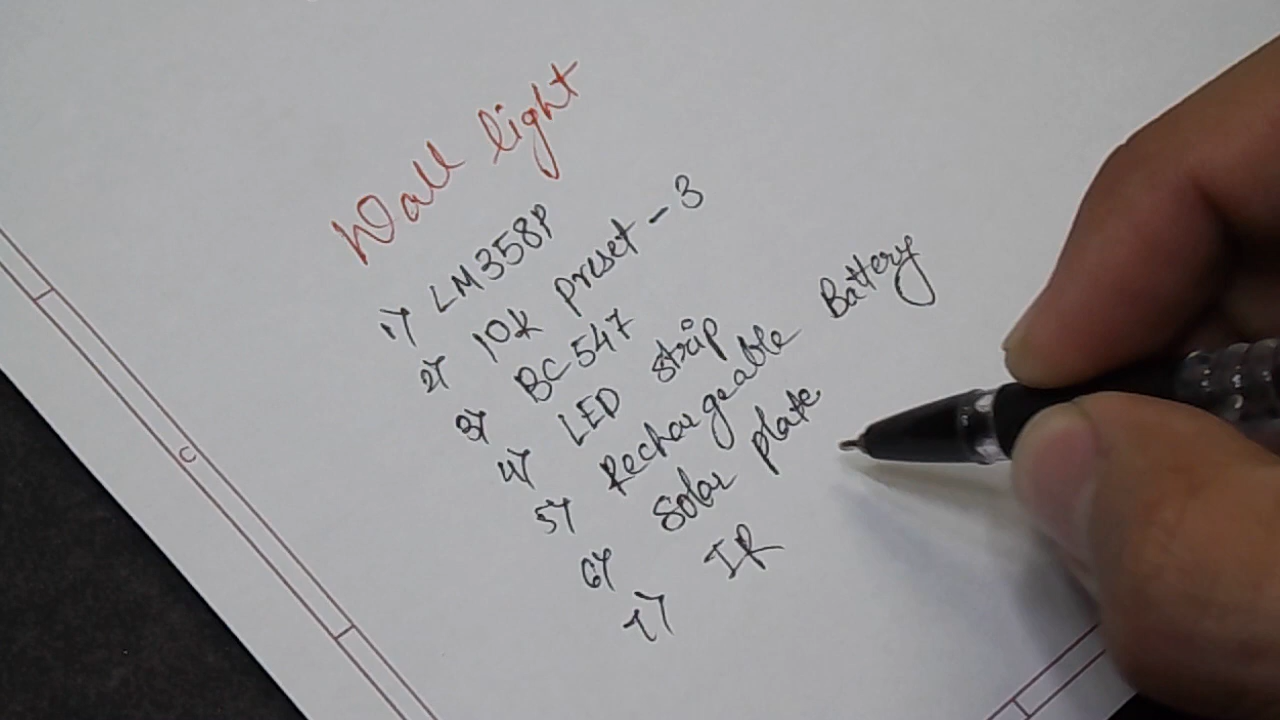 Wall light
1) LM358P
2) 10k preset - 3
3) BC547
4) LED strip
5) Rechargeable Battery
6) Solar plate
7) IR
C